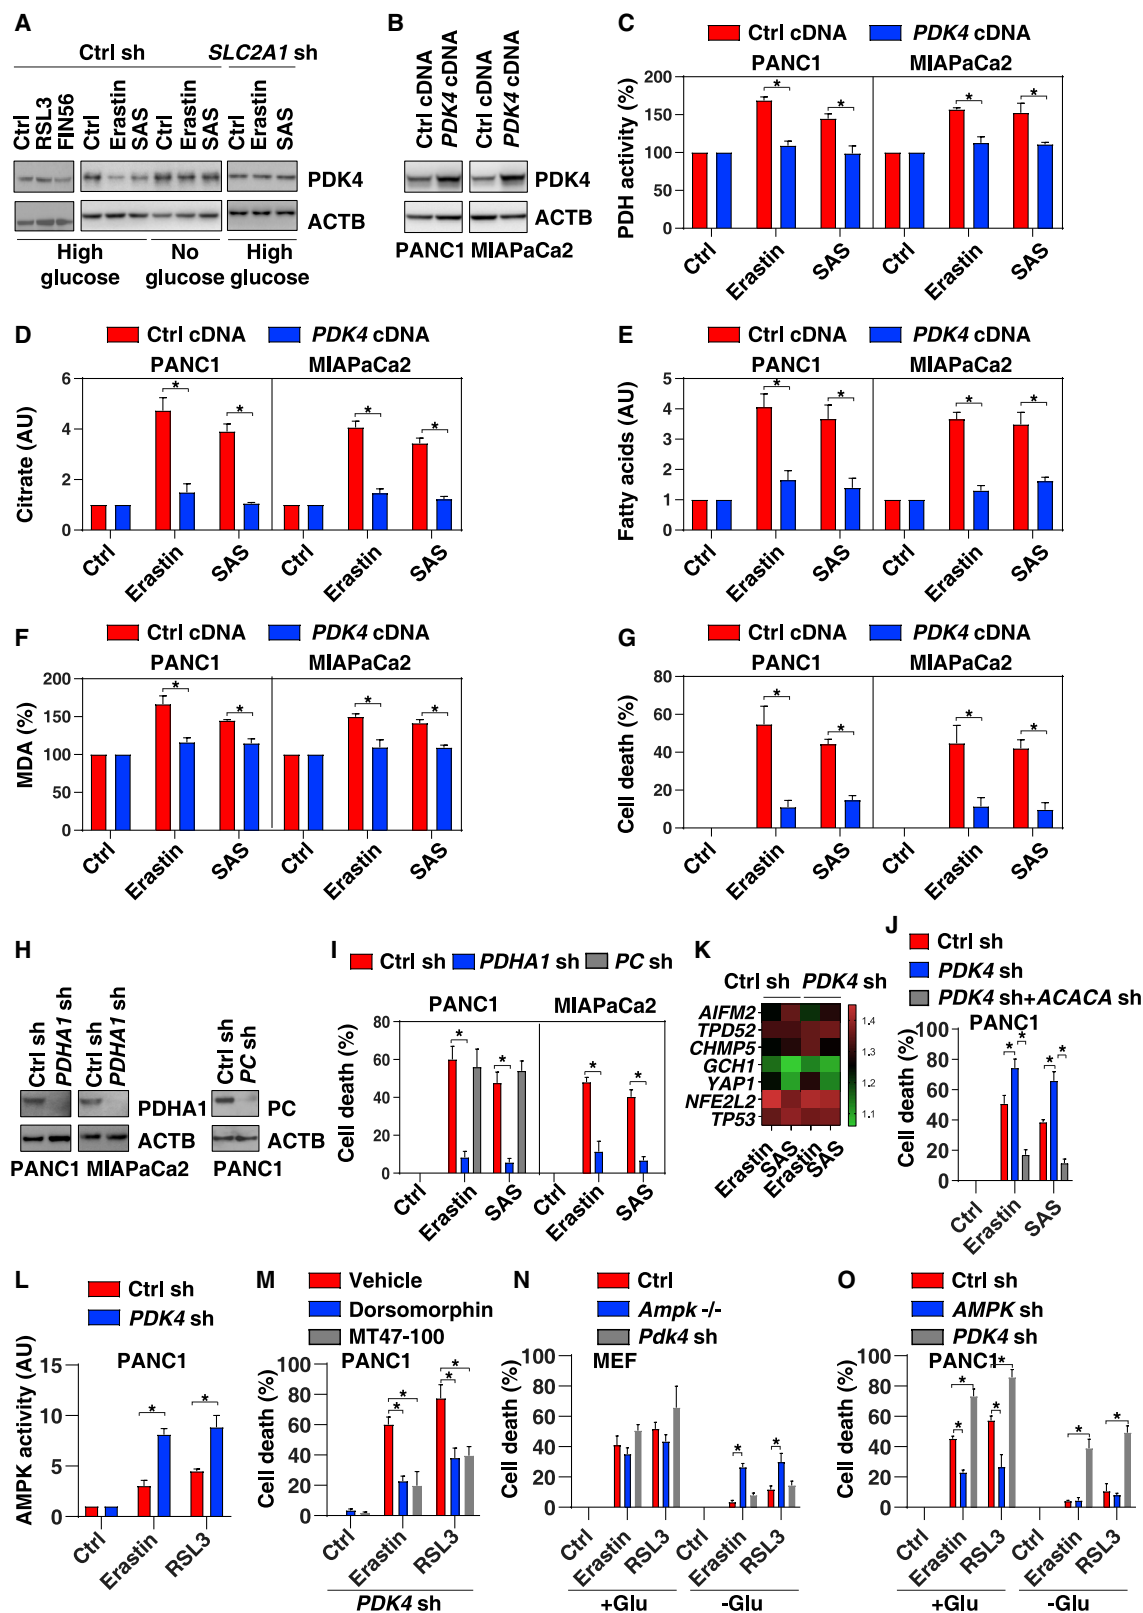 A
Ctrl sh
SLC2A1 sh
Ctrl
RSL3
FIN56
Ctrl
Erastin
SAS
Ctrl
Erastin
SAS
Ctrl
Erastin
SAS
PDK4
ACTB
High glucose
No glucose
High glucose
B
Ctrl cDNA
PDK4 cDNA
Ctrl cDNA
PDK4 cDNA
PDK4
ACTB
PANC1 MIAPaCa2
C
Ctrl cDNA PDK4 cDNA
PANC1 MIAPaCa2
PDH activity (%)
200
150
100
50
0
* * * *
Ctrl Erastin SAS Ctrl Erastin SAS
D
Ctrl cDNA PDK4 cDNA
PANC1 MIAPaCa2
Citrate (AU)
6
4
2
0
* * * *
Ctrl Erastin SAS Ctrl Erastin SAS
E
Ctrl cDNA PDK4 cDNA
PANC1 MIAPaCa2
Fatty acids (AU)
5
4
3
2
1
0
* * * *
Ctrl Erastin SAS Ctrl Erastin SAS
F
Ctrl cDNA PDK4 cDNA
PANC1 MIAPaCa2
MDA (%)
200
150
100
50
0
* * * *
Ctrl Erastin SAS Ctrl Erastin SAS
G
Ctrl cDNA PDK4 cDNA
PANC1 MIAPaCa2
Cell death (%)
80
60
40
20
0
* * * *
Ctrl Erastin SAS Ctrl Erastin SAS
H
Ctrl sh
PDHA1 sh
Ctrl sh
PDHA1 sh
PDHA1
ACTB
PANC1 MIAPaCa2
Ctrl sh
PC sh
PC
ACTB
PANC1
I
Ctrl sh PDHA1 sh PC sh
PANC1 MIAPaCa2
Cell death (%)
80
60
40
20
0
* * * *
Ctrl Erastin SAS Ctrl Erastin SAS
K
Ctrl sh PDK4 sh
AIFM2
TPD52
CHMP5
GCH1
YAP1
NFE2L2
TP53
1.4
1.3
1.2
1.1
Erastin SAS Erastin SAS
J
Ctrl sh
PDK4 sh
PDK4 sh+ACACA sh
PANC1
Cell death (%)
100
80
60
40
20
0
* * * *
Ctrl Erastin SAS
L
Ctrl sh
PDK4 sh
PANC1
AMPK activity (AU)
15
10
5
0
* *
Ctrl Erastin RSL3
M
Vehicle
Dorsomorphin
MT47-100
PANC1
Cell death (%)
100
80
60
40
20
0
* * * *
Ctrl Erastin RSL3
PDK4 sh
N
Ctrl
Ampk -/-
Pdk4 sh
MEF
Cell death (%)
100
80
60
40
20
0
* *
Ctrl Erastin RSL3 Ctrl Erastin RSL3
+Glu -Glu
O
Ctrl sh
AMPK sh
PDK4 sh
PANC1
Cell death (%)
100
80
60
40
20
0
* * * * * *
Ctrl Erastin RSL3 Ctrl Erastin RSL3
+Glu -Glu